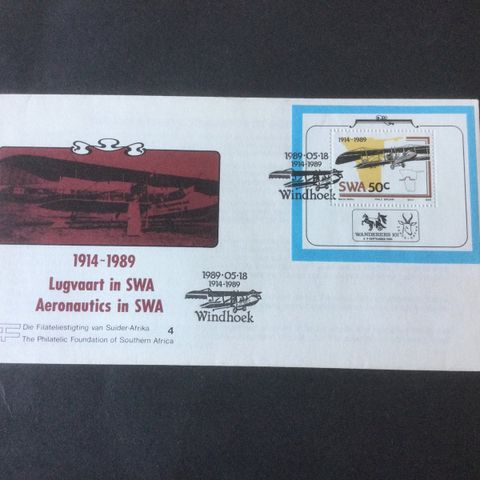 1914-1989
Lugvaart in SWA
Aeronautics in SWA
Die Filateliestigting van Suider-Afrika
4
The Philatelic Foundation of Southern Africa
1989·05·18
1914-1989
Windhoek
1989·05·18
1914-1989
Windhoek
1914-1989
SWA 50c
WANDERERS 101